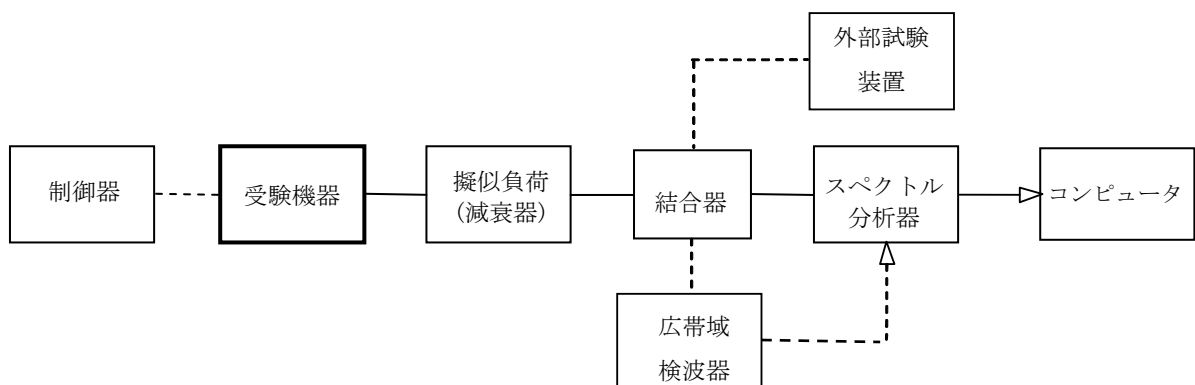 外部試験
装置
制御器
受験機器
擬似負荷
（減衰器）
結合器
スペクトル
分析器
コンピュータ
広帯域
検波器